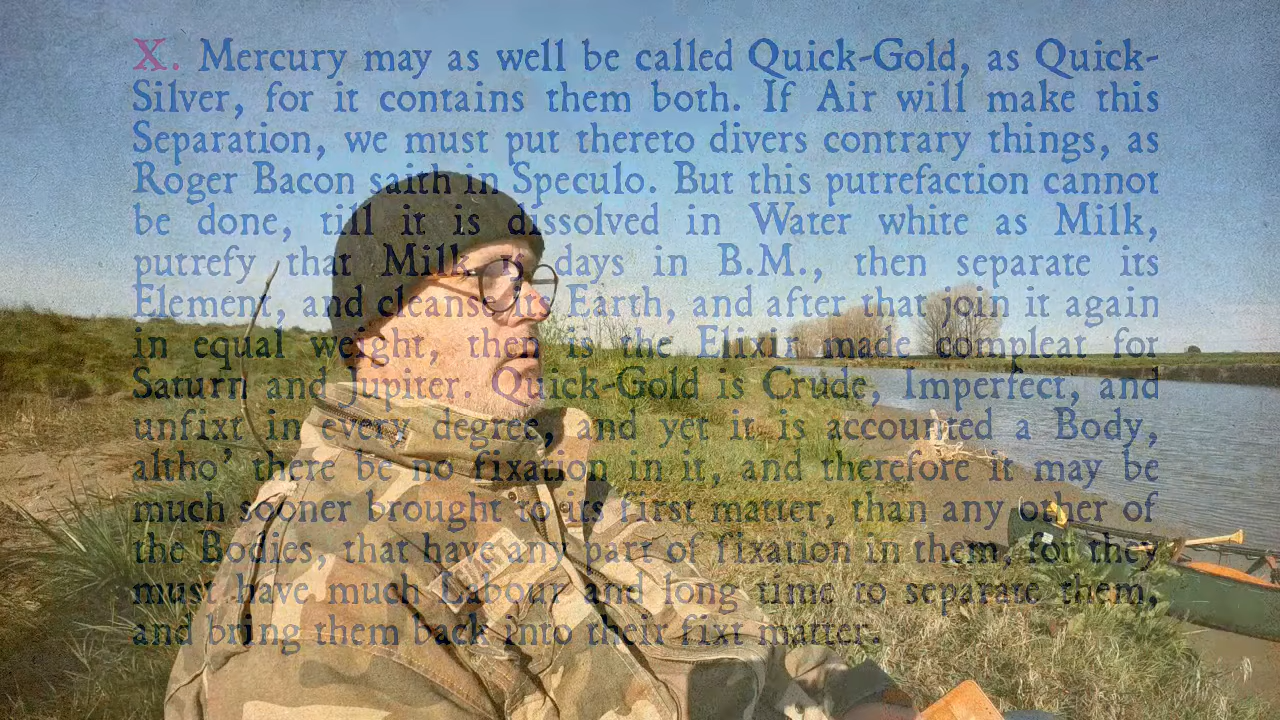 X. Mercury may as well be called Quick-Gold, as Quick-
Silver, for it contains them both. If Air will make this
Separation, we must put thereto divers contrary things, as
Roger Bacon saith in Speculo. But this putrefaction cannot
be done, till it is dissolved in Water white as Milk,
putrefy that Milk days in B.M., then separate its
Element, and cleanse its Earth, and after that join it again
in equal weight, then is the Elixir made compleat for
Saturn and Jupiter. Quick-Gold is Crude, Imperfect, and
unfixt in every degree, and yet it is accounted a Body,
altho' there be no fixation in it, and therefore it may be
much sooner brought to its first matter, than any other of
the Bodies, that have any part of fixation in them, for they
must have much Labour and long time to separate them,
and bring them back into their fixt matter.